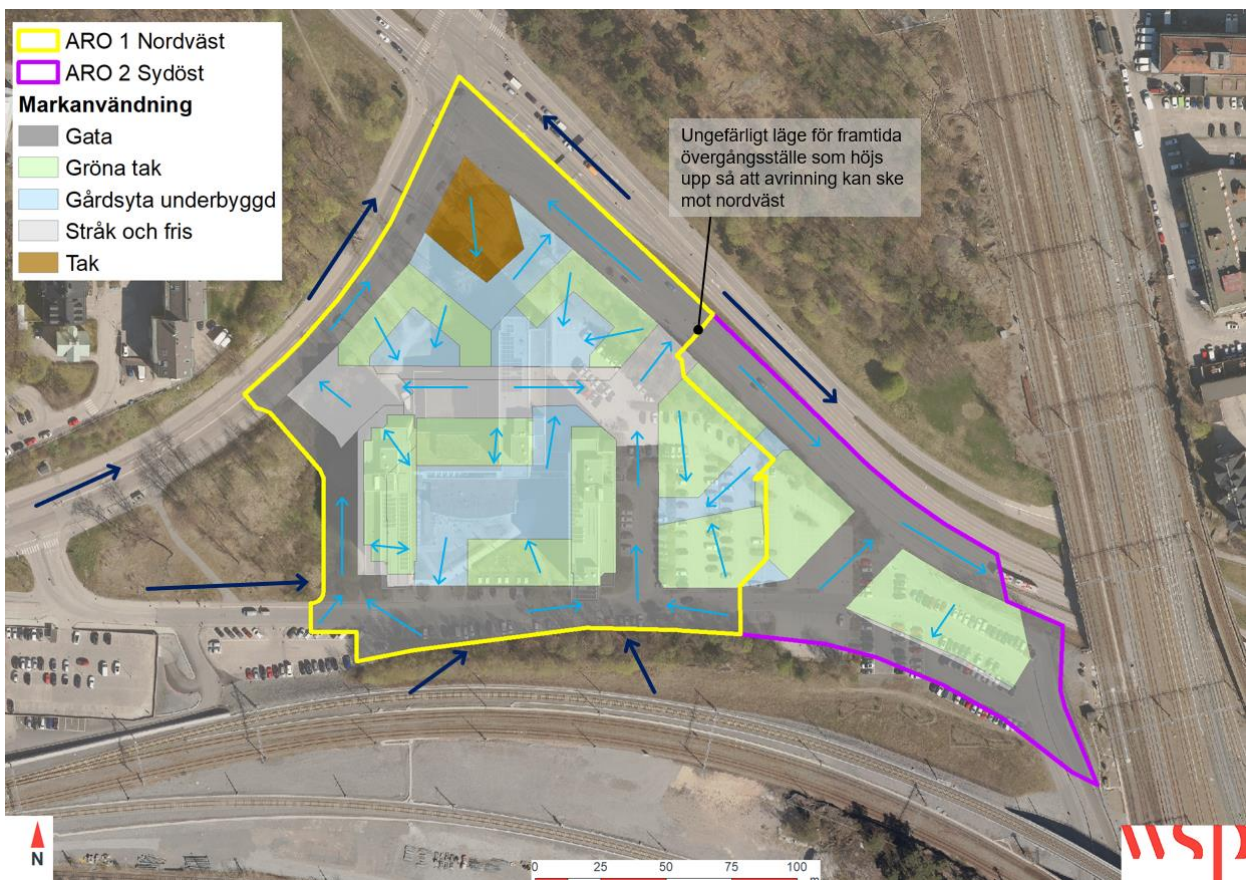 ARO 1 Nordväst
ARO 2 Sydöst
Markanvändning
Gata
Gröna tak
Gårdsyta underbyggd
Stråk och fris
Tak
Ungefärligt läge för framtida
övergångsställe som höjs
upp så att avrinning kan ske
mot nordväst
N
0 25 50 75 100
m
wsp